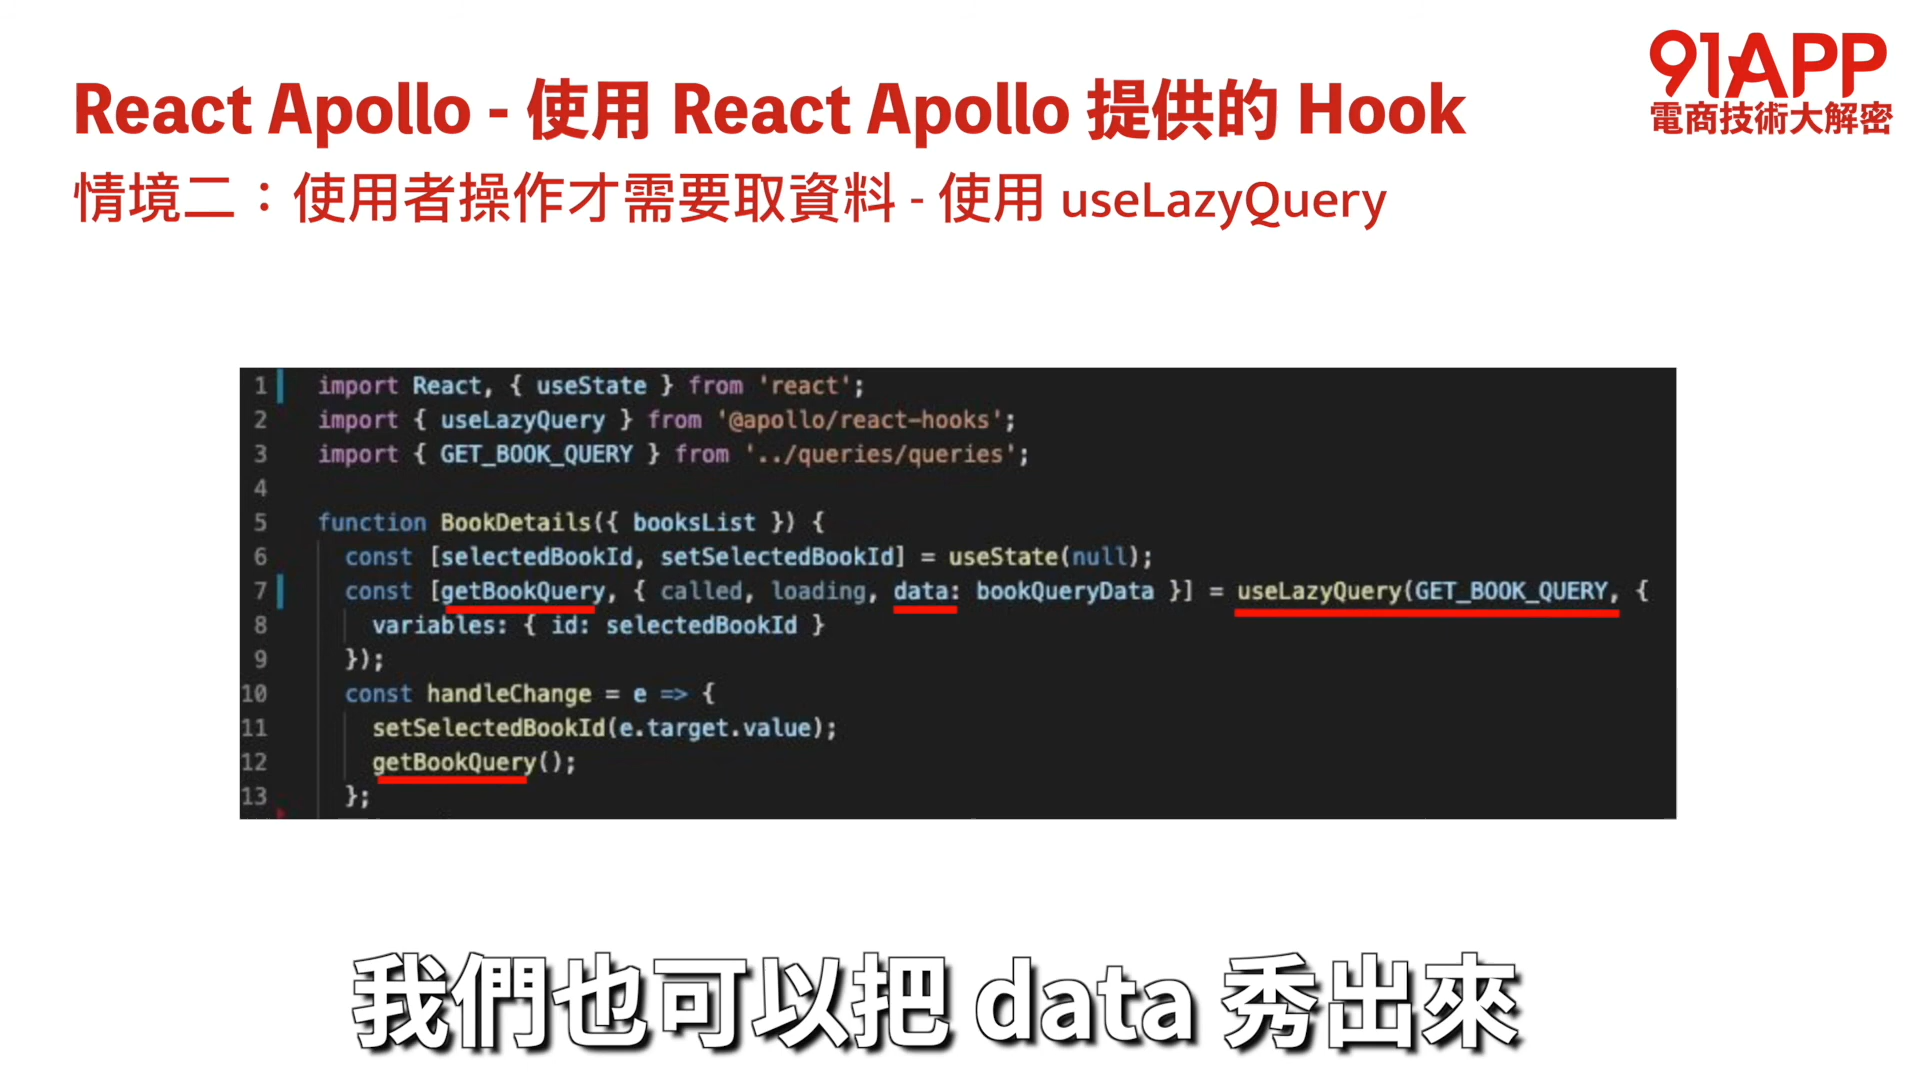 91APP
電商技術大解密
React Apollo - 使用 React Apollo 提供的 Hook
情境二：使用者操作才需要取資料 - 使用 useLazyQuery
1 import React, { useState } from 'react';
2 import { useLazyQuery } from '@apollo/react-hooks';
3 import { GET_BOOK_QUERY } from '../queries/queries';
4
5 function BookDetails({ booksList }) {
6 const [selectedBookId, setSelectedBookId] = useState(null);
7 const [getBookQuery, { called, loading, data: bookQueryData }] = useLazyQuery(GET_BOOK_QUERY, {
8 variables: { id: selectedBookId }
9 });
10 const handleChange = e => {
11 setSelectedBookId(e.target.value);
12 getBookQuery();
13 };
我們也可以把 data 秀出來